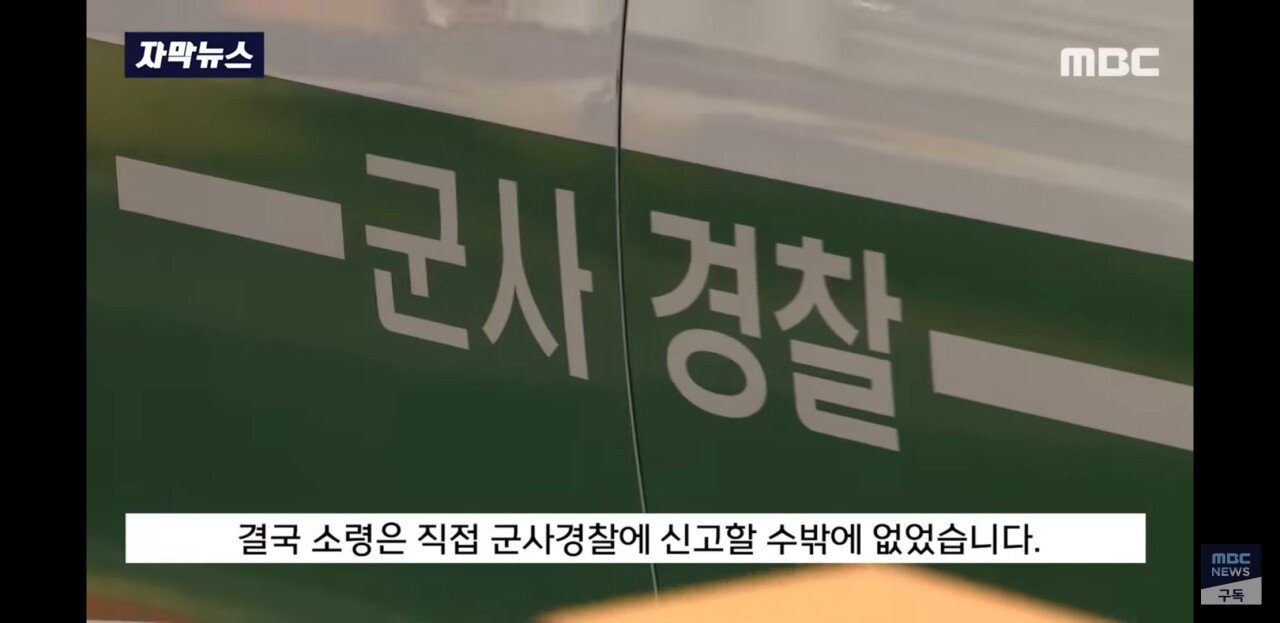 자막뉴스
MBC
군사 경찰
결국 소령은 직접 군사경찰에 신고할 수밖에 없었습니다.
MBC
NEWS
구독